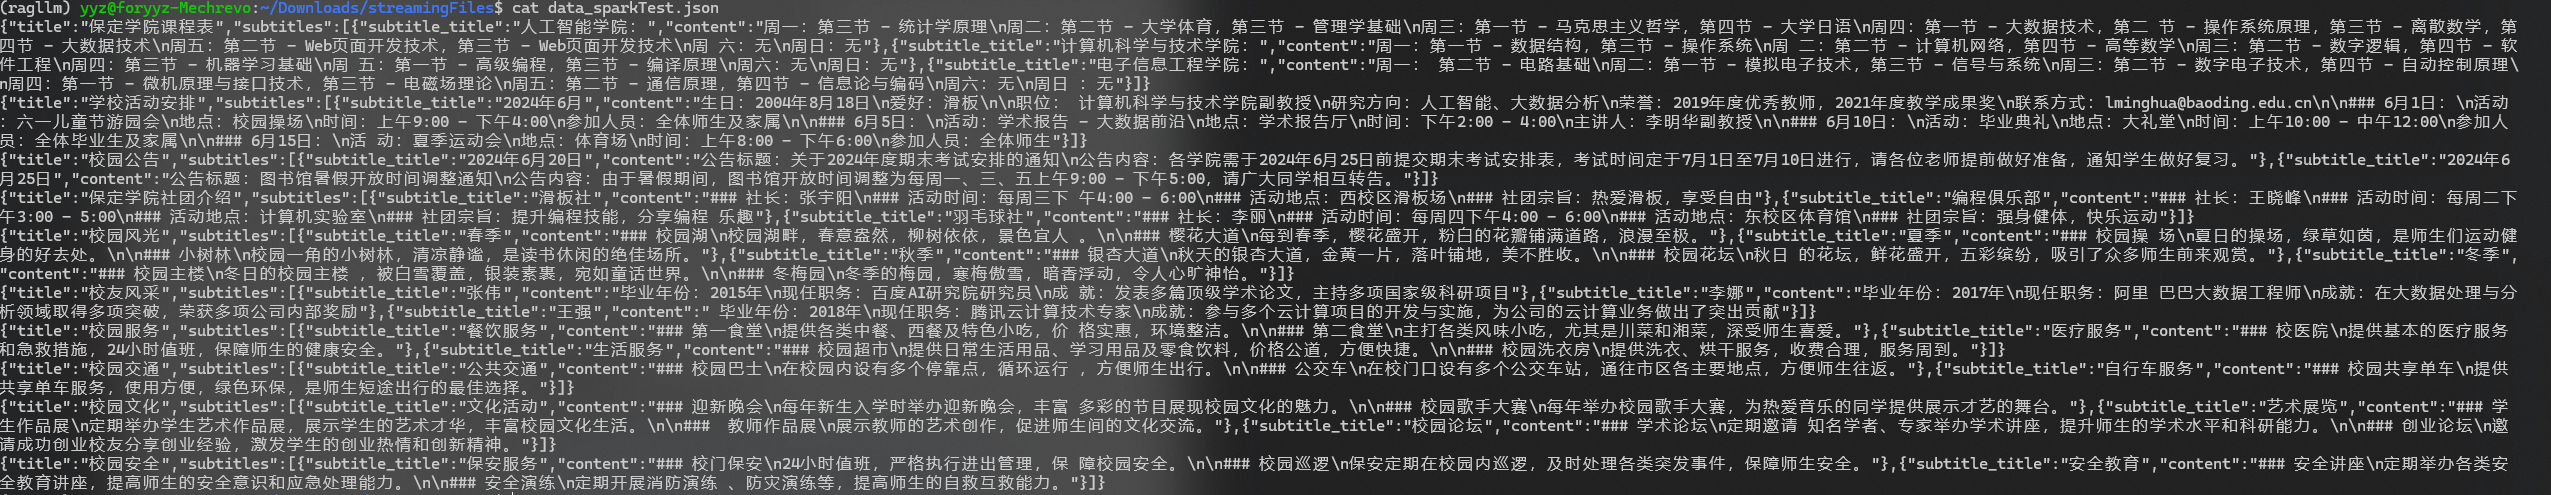 (ragllm) yyz@foryyz-Mechrevo:~/Downloads/streamingFiles$ cat data_sparkTest.json
{"title":"保定学院课程表","subtitles":[{"subtitle_title":"人工智能学院: ","content":"周一: 第三节 - 统计学原理\n周二: 第二节 - 大学体育, 第三节 - 管理学基础\n周三: 第一节 - 马克思主义哲学, 第四节 - 大学日语\n周四: 第一节 - 大数据技术, 第二 节 - 操作系统原理, 第三节 - 离散数学, 第
四节 - 大数据技术\n周五: 第二节 - Web页面开发技术, 第三节 - Web页面开发技术\n周 六: 无\n周日: 无"},{"subtitle_title":"计算机科学与技术学院: ","content":"周一: 第一节 - 数据结构, 第三节 - 操作系统\n周 二: 第二节 - 计算机网络, 第四节 - 高等数学\n周三: 第二节 - 数字逻辑, 第四节 - 软
件工程\n周四: 第三节 - 机器学习基础\n周 五: 第一节 - 高级编程, 第三节 - 编译原理\n周六: 无\n周日: 无"},{"subtitle_title":"电子信息工程学院: ","content":"周一:  第二节 - 电路基础\n周二: 第一节 - 模拟电子技术, 第三节 - 信号与系统\n周三: 第二节 - 数字电子技术, 第四节 - 自动控制原理\
n周四: 第一节 - 微机原理与接口技术, 第三节 - 电磁场理论\n周五: 第二节 - 通信原理, 第四节 - 信息论与编码\n周六: 无\n周日 : 无"}]}
{"title":"学校活动安排","subtitles":[{"subtitle_title":"2024年6月","content":"生日: 2004年8月18日\n爱好: 滑板\n\n职位:  计算机科学与技术学院副教授\n研究方向: 人工智能、大数据分析\n荣誉: 2019年度优秀教师, 2021年度教学成果奖\n联系方式: lminghua@baoding.edu.cn\n\n### 6月1日: \n活动
: 六一儿童节游园会\n地点: 校园操场\n时间: 上午9:00 - 下午4:00\n参加人员: 全体师生及家属\n\n### 6月5日: \n活动: 学术报告 - 大数据前沿\n地点: 学术报告厅\n时间: 下午2:00 - 4:00\n主讲人: 李明华副教授\n\n### 6月10日: \n活动: 毕业典礼\n地点: 大礼堂\n时间: 上午10:00 - 中午12:00\n参加人
员: 全体毕业生及家属\n\n### 6月15日: \n活 动: 夏季运动会\n地点: 体育场\n时间: 上午8:00 - 下午6:00\n参加人员: 全体师生"}]}
{"title":"校园公告","subtitles":[{"subtitle_title":"2024年6月20日","content":"公告标题: 关于2024年度期末考试安排的通知\n公告内容: 各学院需于2024年6月25日前提交期末考试安排表, 考试时间定于7月1日至7月10日进行, 请各位老师提前做好准备, 通知学生做好复习。"},{"subtitle_title":"2024年6
月25日","content":"公告标题: 图书馆暑假开放时间调整通知\n公告内容: 由于暑假期间, 图书馆开放时间调整为每周一、三、五上午9:00 - 下午5:00, 请广大同学相互转告。"}]}
{"title":"保定学院社团介绍","subtitles":[{"subtitle_title":"滑板社","content":"### 社长: 张宇阳\n### 活动时间: 每周三下 午4:00 - 6:00\n### 活动地点: 西校区滑板场\n### 社团宗旨: 热爱滑板, 享受自由"},{"subtitle_title":"编程俱乐部","content":"### 社长: 王晓峰\n### 活动时间: 每周二下
午3:00 - 5:00\n### 活动地点: 计算机实验室\n### 社团宗旨: 提升编程技能, 分享编程 乐趣"},{"subtitle_title":"羽毛球社","content":"### 社长: 李丽\n### 活动时间: 每周四下午4:00 - 6:00\n### 活动地点: 东校区体育馆\n### 社团宗旨: 强身健体, 快乐运动"}]}
{"title":"校园风光","subtitles":[{"subtitle_title":"春季","content":"### 校园湖\n校园湖畔, 春意盎然, 柳树依依, 景色宜人 。\n\n### 樱花大道\n每到春季, 樱花盛开, 粉白的花瓣铺满道路, 浪漫至极。"},{"subtitle_title":"夏季","content":"### 校园操 场\n夏日的操场, 绿草如茵, 是师生们运动健
身的好去处。\n\n### 小树林\n校园一角的小树林, 清凉静谧, 是读书休闲的绝佳场所。"},{"subtitle_title":"秋季","content":"### 银杏大道\n秋天的银杏大道, 金黄一片, 落叶铺地, 美不胜收。\n\n### 校园花坛\n秋日 的花坛, 鲜花盛开, 五彩缤纷, 吸引了众多师生前来观赏。"},{"subtitle_title":"冬季",
"content":"### 校园主楼\n冬日的校园主楼 , 被白雪覆盖, 银装素裹, 宛如童话世界。\n\n### 冬梅园\n冬季的梅园, 寒梅傲雪, 暗香浮动, 令人心旷神怡。"}]}
{"title":"校友风采","subtitles":[{"subtitle_title":"张伟","content":"毕业年份: 2015年\n现任职务: 百度AI研究院研究员\n成 就: 发表多篇顶级学术论文, 主持多项国家级科研项目"},{"subtitle_title":"李娜","content":"毕业年份: 2017年\n现任职务: 阿里 巴巴大数据工程师\n成就: 在大数据处理与分
析领域取得多项突破, 荣获多项公司内部奖励"},{"subtitle_title":"王强","content":" 毕业年份: 2018年\n现任职务: 腾讯云计算技术专家\n成就: 参与多个云计算项目的开发与实施, 为公司的云计算业务做出了突出贡献"}]}
{"title":"校园服务","subtitles":[{"subtitle_title":"餐饮服务","content":"### 第一食堂\n提供各类中餐、西餐及特色小吃, 价 格实惠, 环境整洁。\n\n### 第二食堂\n主打各类风味小吃, 尤其是川菜和湘菜, 深受师生喜爱。"},{"subtitle_title":"医疗服务","content":"### 校医院\n提供基本的医疗服务
和急救措施, 24小时值班, 保障师生的健康安全。"},{"subtitle_title":"生活服务","content":"### 校园超市\n提供日常生活用品、学习用品及零食饮料, 价格公道, 方便快捷。\n\n### 校园洗衣房\n提供洗衣、烘干服务, 收费合理, 服务周到。"}]}
{"title":"校园交通","subtitles":[{"subtitle_title":"公共交通","content":"### 校园巴士\n在校园内设有多个停靠点, 循环运行 , 方便师生出行。\n\n### 公交车\n在校门口设有多个公交车站, 通往市区各主要地点, 方便师生往返。"},{"subtitle_title":"自行车服务","content":"### 校园共享单车\n提供
共享单车服务, 使用方便, 绿色环保, 是师生短途出行的最佳选择。"}]}
{"title":"校园文化","subtitles":[{"subtitle_title":"文化活动","content":"### 迎新晚会\n每年新生入学时举办迎新晚会, 丰富 多彩的节目展现校园文化的魅力。\n\n### 校园歌手大赛\n每年举办校园歌手大赛, 为热爱音乐的同学提供展示才艺的舞台。"},{"subtitle_title":"艺术展览","content":"### 学
生作品展\n定期举办学生艺术作品展, 展示学生的艺术才华, 丰富校园文化生活。\n\n###  教师作品展\n展示教师的艺术创作, 促进师生间的文化交流。"},{"subtitle_title":"校园论坛","content":"### 学术论坛\n定期邀请 知名学者、专家举办学术讲座, 提升师生的学术水平和科研能力。\n\n### 创业论坛\n邀
请成功创业校友分享创业经验, 激发学生的创业热情和创新精神。"}]}
{"title":"校园安全","subtitles":[{"subtitle_title":"保安服务","content":"### 校门保安\n24小时值班, 严格执行进出管理, 保 障校园安全。\n\n### 校园巡逻\n保安定期在校园内巡逻, 及时处理各类突发事件, 保障师生安全。"},{"subtitle_title":"安全教育","content":"### 安全讲座\n定期举办各类安
全教育讲座, 提高师生的安全意识和应急处理能力。\n\n### 安全演练\n定期开展消防演练 、防灾演练等, 提高师生的自救互救能力。"}]}